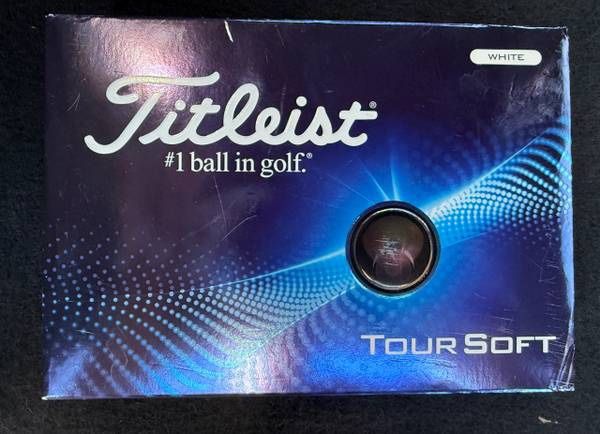 WHITE
Titleist®
#1 ball in golf.®
TOUR SOFT